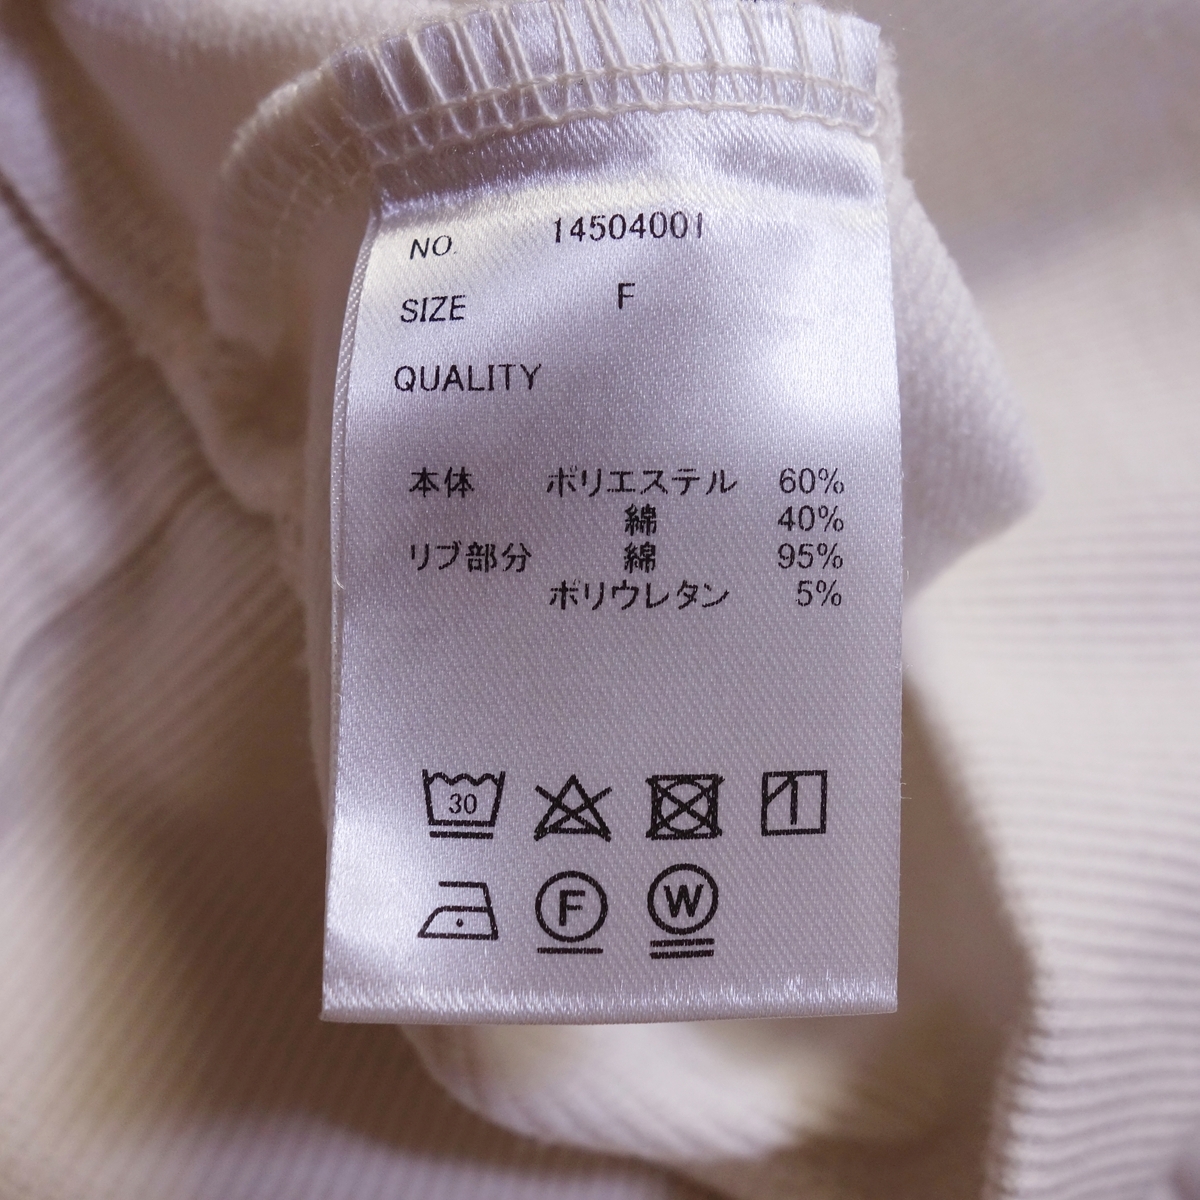 NO. 14504001
SIZE F
QUALITY
本体 ポリエステル 60%
綿 40%
リブ部分 綿 95%
ポリウレタン 5%
30
F W